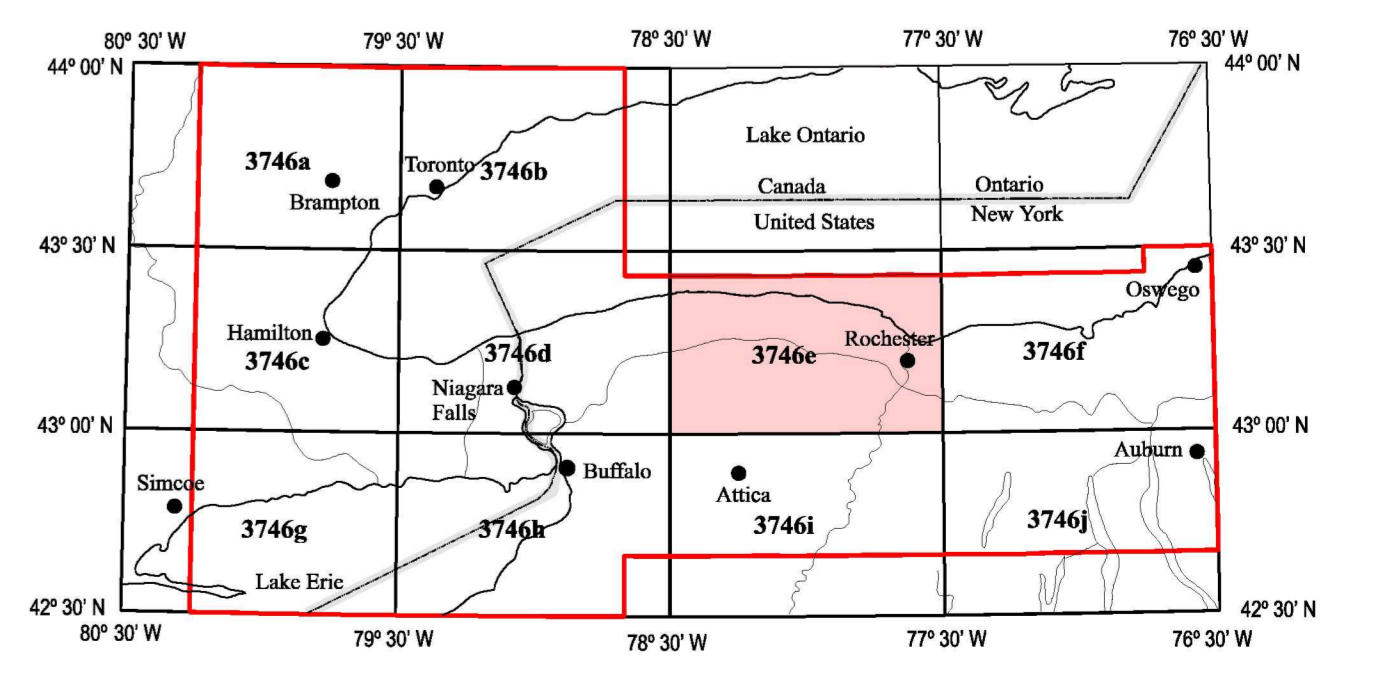 80° 30' W 79° 30' W 78° 30' W 77° 30' W 76° 30' W
44° 00' N 44° 00' N
Lake Ontario
3746a Toronto 3746b
Brampton
Canada Ontario
United States New York
43° 30' N 43° 30' N
Oswego
Hamilton Rochester
3746c 3746d 3746e 3746f
Niagara
Falls
43° 00' N 43° 00' N
Auburn
Buffalo
Simcoe Attica
3746g 3746h 3746i 3746j
Lake Erie
42° 30' N 42° 30' N
80° 30' W 79° 30' W 78° 30' W 77° 30' W 76° 30' W